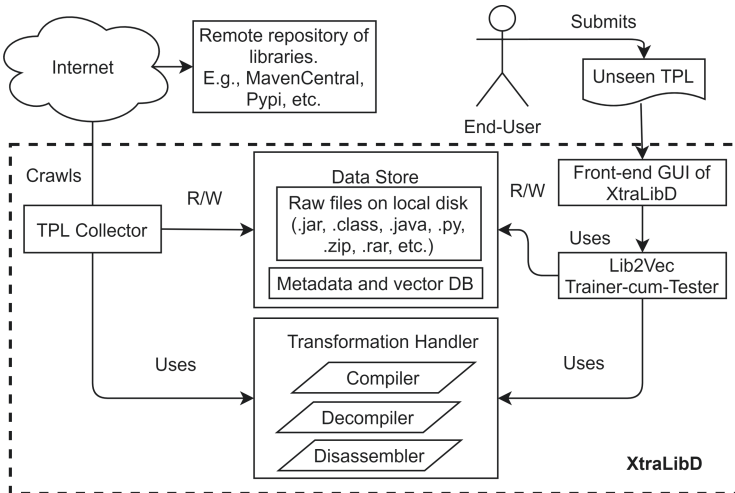 Internet
Remote repository of
libraries.
E.g., MavenCentral,
Pypi, etc.
Submits
Unseen TPL
End-User
Crawls
R/W
TPL Collector
Data Store
Raw files on local disk
(.jar, .class, .java, .py,
.zip, .rar, etc.)
Metadata and vector DB
R/W
Front-end GUI of
XtraLibD
Uses
Lib2Vec
Trainer-cum-Tester
Uses
Transformation Handler
Compiler
Decompiler
Disassembler
Uses
XtraLibD